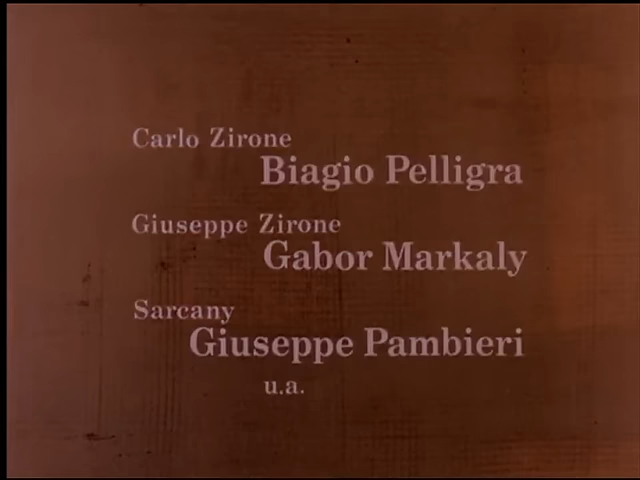 Carlo Zirone
Biagio Pelligra
Giuseppe Zirone
Gabor Markaly
Sarcany
Giuseppe Pambieri
u.a.